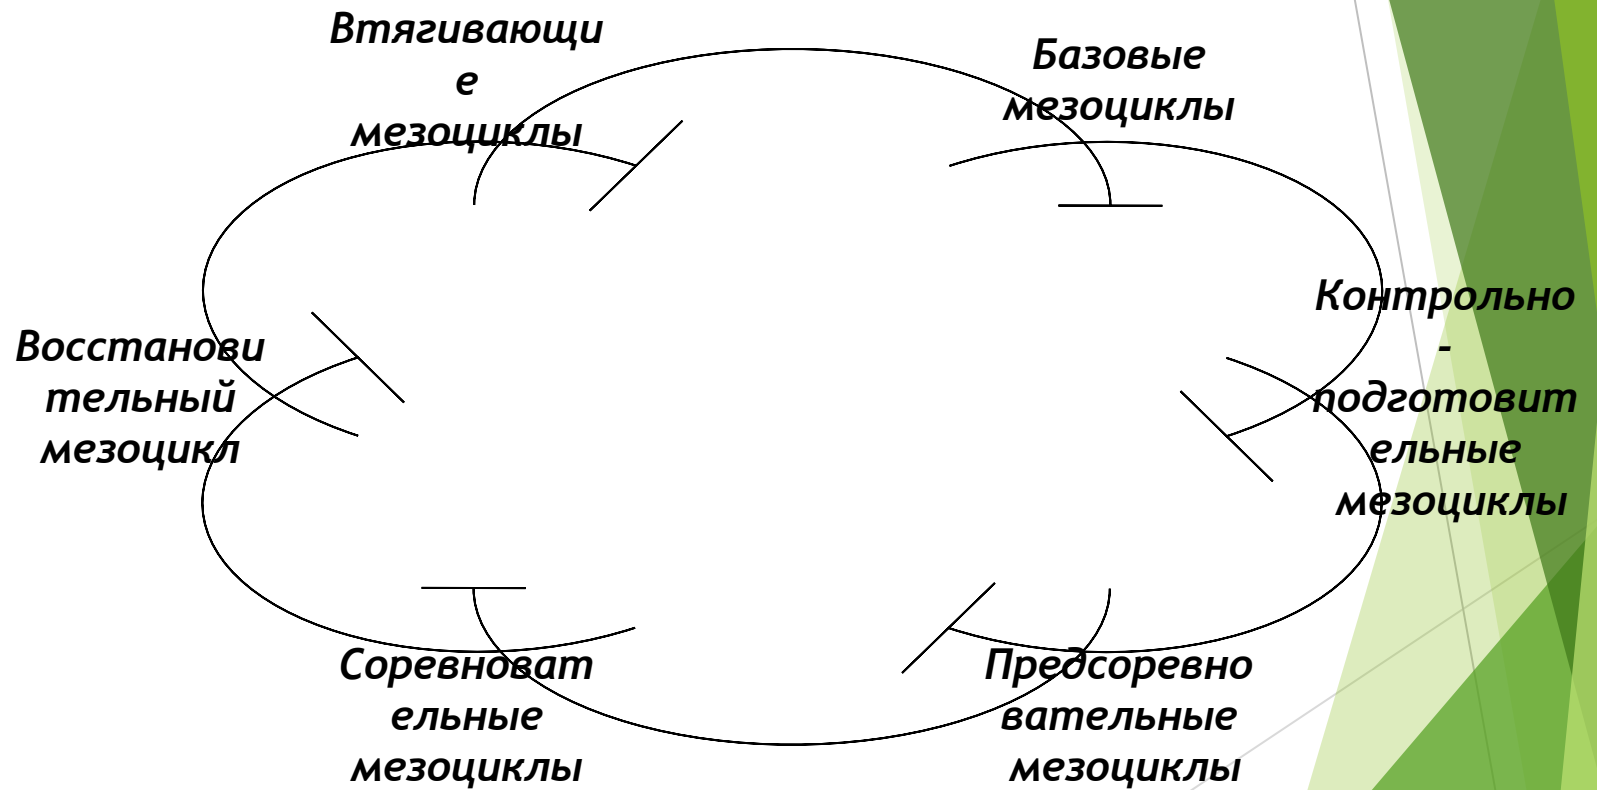 Втягивающи
е
мезоциклы
Базовые
мезоциклы
Контрольно
-
подготовит
ельные
мезоциклы
Предсоревно
вательные
мезоциклы
Соревноват
ельные
мезоциклы
Восстанови
тельный
мезоцикл